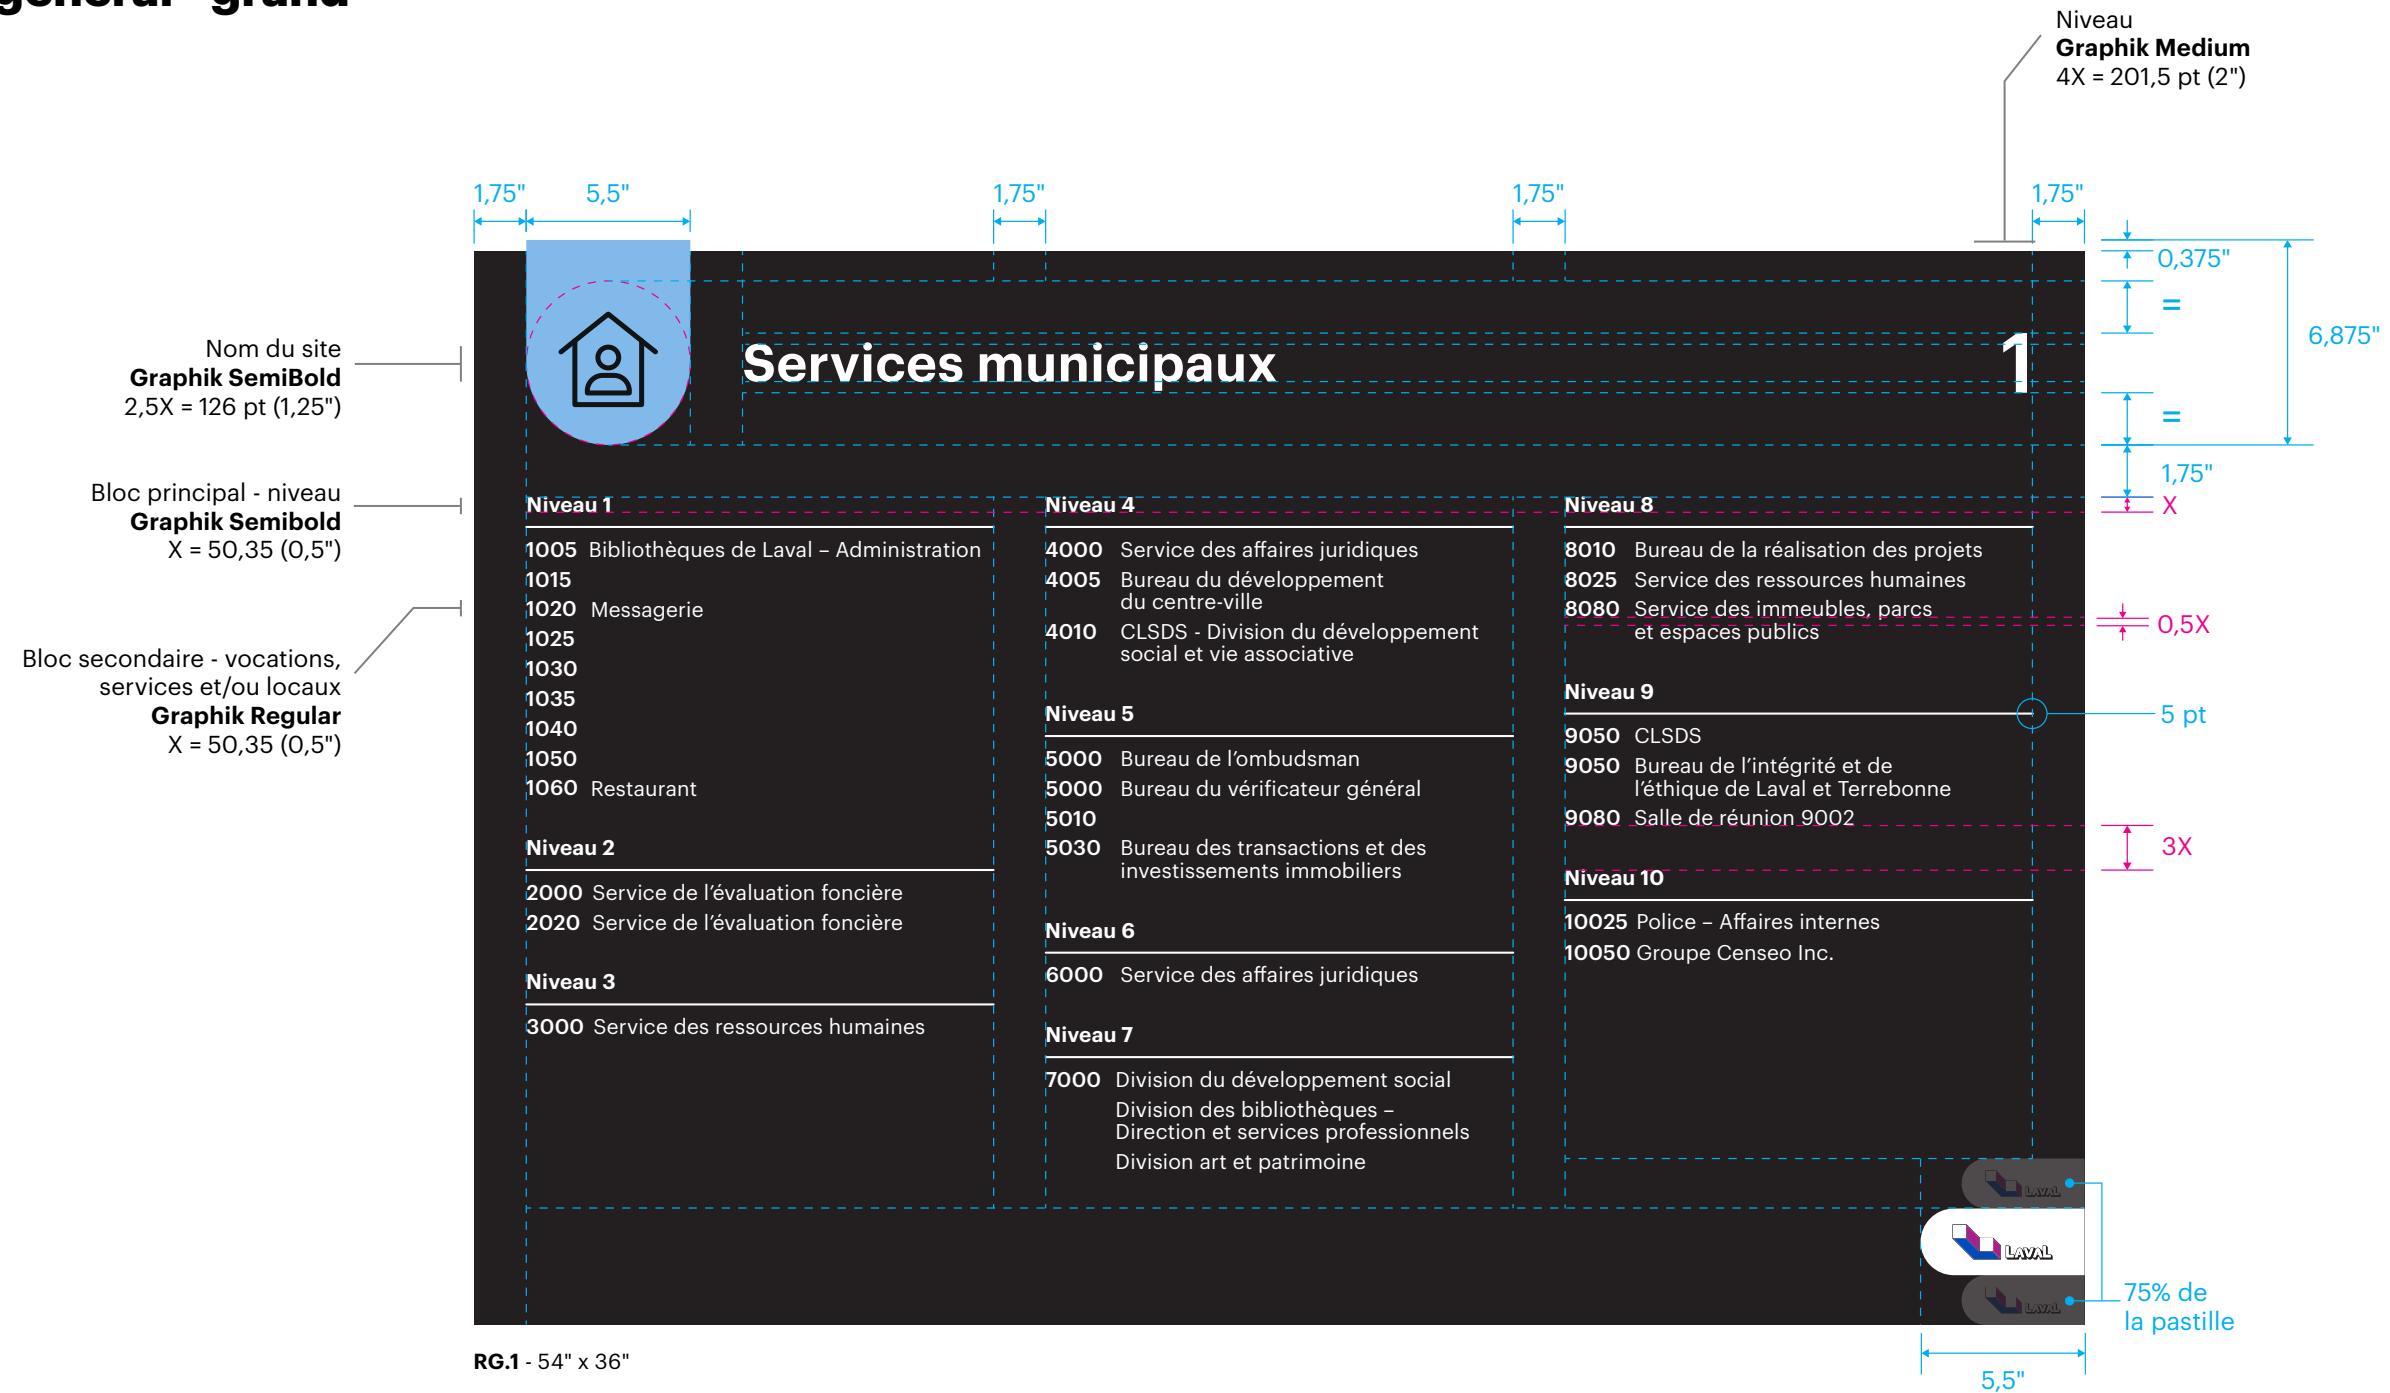 Niveau
Graphik Medium
4X = 201,5 pt (2")
1,75"
5,5"
1,75"
1,75"
1,75"
0,375"
=
6,875"
=
1,75"
X
0,5X
5 pt
3X
75% de
la pastille
5,5"
Nom du site
Graphik SemiBold
2,5X = 126 pt (1,25")
Bloc principal - niveau
Graphik Semibold
X = 50,35 (0,5")
Bloc secondaire - vocations,
services et/ou locaux
Graphik Regular
X = 50,35 (0,5")
Services municipaux
1
Niveau 1
1005 Bibliothèques de Laval – Administration
1015
1020 Messagerie
1025
1030
1035
1040
1050
1060 Restaurant
Niveau 2
2000 Service de l’évaluation foncière
2020 Service de l’évaluation foncière
Niveau 3
3000 Service des ressources humaines
Niveau 4
4000 Service des affaires juridiques
4005 Bureau du développement
du centre-ville
4010 CLSDS - Division du développement
social et vie associative
Niveau 5
5000 Bureau de l’ombudsman
5000 Bureau du vérificateur général
5010
5030 Bureau des transactions et des
investissements immobiliers
Niveau 6
6000 Service des affaires juridiques
Niveau 7
7000 Division du développement social
Division des bibliothèques –
Direction et services professionnels
Division art et patrimoine
Niveau 8
8010 Bureau de la réalisation des projets
8025 Service des ressources humaines
8080 Service des immeubles, parcs
et espaces publics
Niveau 9
9050 CLSDS
9050 Bureau de l’intégrité et de
l’éthique de Laval et Terrebonne
9080 Salle de réunion 9002
Niveau 10
10025 Police – Affaires internes
10050 Groupe Censeo Inc.
LAVAL
LAVAL
LAVAL
RG.1 - 54" x 36"